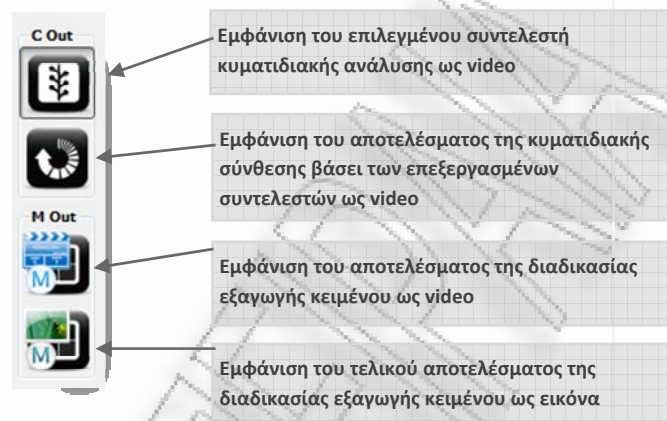 C Out
Εμφάνιση του επιλεγμένου συντελεστή
κυματιδιακής ανάλυσης ως video
Εμφάνιση του αποτελέσματος της κυματιδιακής
σύνθεσης βάσει των επεξεργασμένων
συντελεστών ως video
M Out
M
Εμφάνιση του αποτελέσματος της διαδικασίας
εξαγωγής κειμένου ως video
M
Εμφάνιση του τελικού αποτελέσματος της
διαδικασίας εξαγωγής κειμένου ως εικόνα